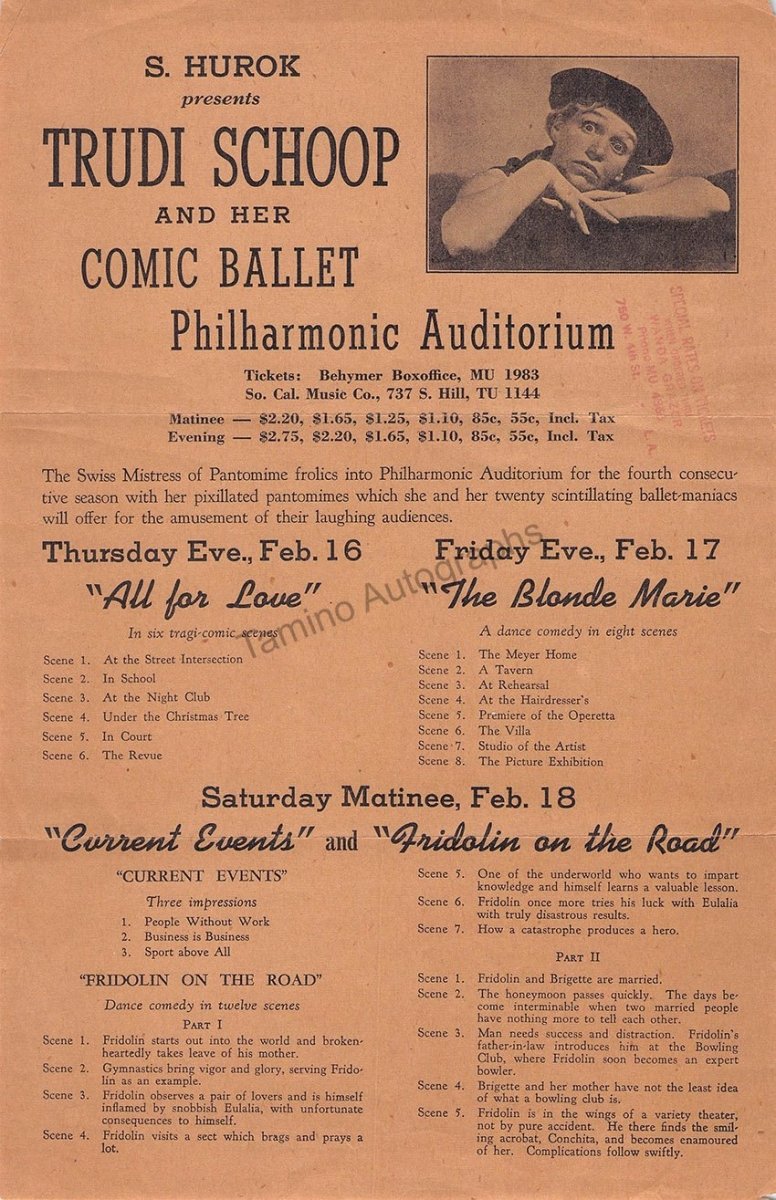 S. HUROK
presents
TRUDI SCHOOP
AND HER
COMIC BALLET
Philharmonic Auditorium
Tickets: Behymer Boxoffice, MU 1983
So. Cal. Music Co., 737 S. Hill, TU 1144
Matinee — $2.20, $1.65, $1.25, $1.10, 85c, 55c, Incl. Tax
Evening — $2.75, $2.20, $1.65, $1.10, 85c, 55c, Incl. Tax
SPECIAL RATES ON TICKETS
750 W. 4th St. L. A.
The Swiss Mistress of Pantomime frolics into Philharmonic Auditorium for the fourth consecu-
tive season with her pixillated pantomimes which she and her twenty scintillating ballet-maniacs
will offer for the amusement of their laughing audiences.
Thursday Eve., Feb. 16
"All for Love"
In six tragi-comic scenes
Scene 1. At the Street Intersection
Scene 2. In School
Scene 3. At the Night Club
Scene 4. Under the Christmas Tree
Scene 5. In Court
Scene 6. The Revue
Friday Eve., Feb. 17
"The Blonde Marie"
A dance comedy in eight scenes
Scene 1. The Meyer Home
Scene 2. A Tavern
Scene 3. At Rehearsal
Scene 4. At the Hairdresser's
Scene 5. Premiere of the Operetta
Scene 6. The Villa
Scene 7. Studio of the Artist
Scene 8. The Picture Exhibition
Tamino Autographs
Saturday Matinee, Feb. 18
"Current Events" and "Fridolin on the Road"
"CURRENT EVENTS"
Three impressions
1. People Without Work
2. Business is Business
3. Sport above All
"FRIDOLIN ON THE ROAD"
Dance comedy in twelve scenes
PART I
Scene 1. Fridolin starts out into the world and broken-
heartedly takes leave of his mother.
Scene 2. Gymnastics bring vigor and glory, serving Frido-
lin as an example.
Scene 3. Fridolin observes a pair of lovers and is himself
inflamed by snobbish Eulalia, with unfortunate
consequences to himself.
Scene 4. Fridolin visits a sect which brags and prays a
lot.
Scene 5. One of the underworld who wants to impart
knowledge and himself learns a valuable lesson.
Scene 6. Fridolin once more tries his luck with Eulalia
with truly disastrous results.
Scene 7. How a catastrophe produces a hero.
PART II
Scene 1. Fridolin and Brigette are married.
Scene 2. The honeymoon passes quickly. The days be-
come interminable when two married people
have nothing more to tell each other.
Scene 3. Man needs success and distraction. Fridolin's
father-in-law introduces him at the Bowling
Club, where Fridolin soon becomes an expert
bowler.
Scene 4. Brigette and her mother have not the least idea
of what a bowling club is.
Scene 5. Fridolin is in the wings of a variety theater,
not by pure accident. He there finds the smil-
ing acrobat, Conchita, and becomes enamoured
of her. Complications follow swiftly.